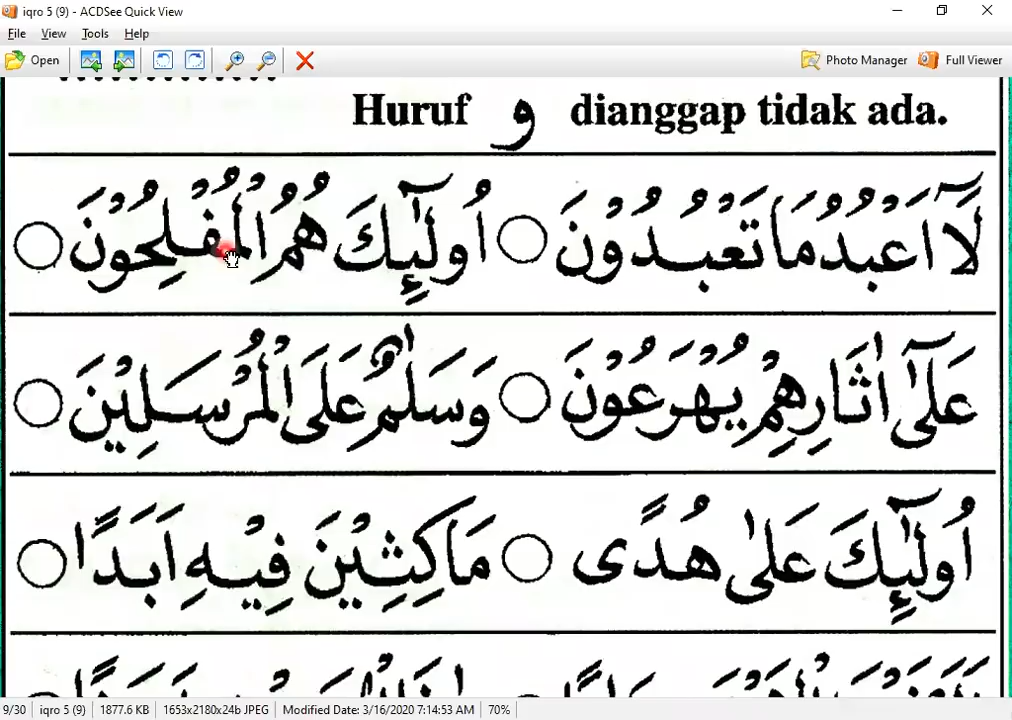 iqro 5 (9) - ACDSee Quick View
File View Tools Help
Open Photo Manager Full Viewer
Huruf و dianggap tidak ada.
لَآ اَعْبُدُ مَا تَعْبُدُوْنَ ○ اُولٰٓئِكَ هُمُ الْمُفْلِحُوْنَ ○
عَلٰٓى اٰثَارِهِمْ يُهْرَعُوْنَ ○ وَسَلٰمٌ عَلَى الْمُرْسَلِيْنَ ○
اُولٰٓئِكَ عَلٰى هُدًى ○ مَاكِثِيْنَ فِيْهِ اَبَدًا ○
9/30 iqro 5 (9) 1877.6 KB 1653x2180x24b JPEG Modified Date: 3/16/2020 7:14:53 AM 70%